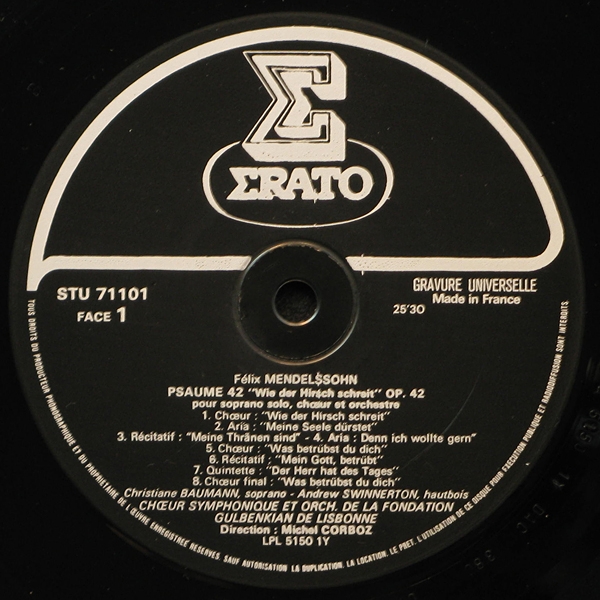 Σ
ΣRATO
STU 71101
FACE 1
GRAVURE UNIVERSELLE
Made in France
25'30
Félix MENDELSSOHN
PSAUME 42 "Wie der Hirsch schreit" OP. 42
pour soprano solo, chœur et orchestre
1. Chœur : "Wie der Hirsch schreit"
2. Aria : "Meine Seele dürstet"
3. Récitatif : "Meine Thränen sind" - 4. Aria : Denn ich wollte gern"
5. Chœur : "Was betrübst du dich"
6. Récitatif : "Mein Gott, betrübt"
7. Quintette : "Der Herr hat des Tages"
8. Chœur final : "Was betrübst du dich"
Christiane BAUMANN, soprano - Andrew SWINNERTON, hautbois
CHŒUR SYMPHONIQUE ET ORCH. DE LA FONDATION
GULBENKIAN DE LISBONNE
Direction : Michel CORBOZ
LPL 5150 1Y
TOUS DROITS DU PRODUCTEUR PHONOGRAPHIQUE ET DU PROPRIETAIRE DE L'ŒUVRE ENREGISTREE RESERVES. SAUF AUTORISATION LA DUPLICATION, LA LOCATION, LE PRET, L'UTILISATION DE CE DISQUE POUR EXECUTION PUBLIQUE ET RADIODIFFUSION SONT INTERDITS.